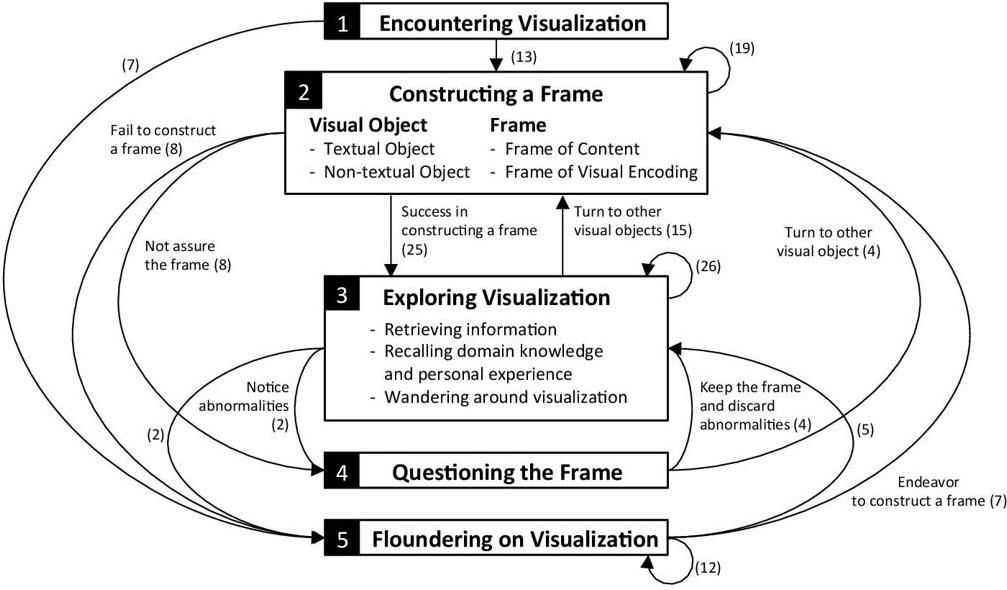 1 Encountering Visualization
(7)
(13)
(19)
2 Constructing a Frame
Visual Object
- Textual Object
- Non-textual Object
Frame
- Frame of Content
- Frame of Visual Encoding
Fail to construct
a frame (8)
Not assure
the frame (8)
Success in
constructing a frame
(25)
Turn to other
visual objects (15)
Turn to other
visual object (4)
(26)
3 Exploring Visualization
- Retrieving information
- Recalling domain knowledge
and personal experience
- Wandering around visualization
Notice
abnormalities
(2)
(2)
Keep the frame
and discard
abnormalities (4)
(5)
4 Questioning the Frame
Endeavor
to construct a frame (7)
5 Floundering on Visualization
(12)